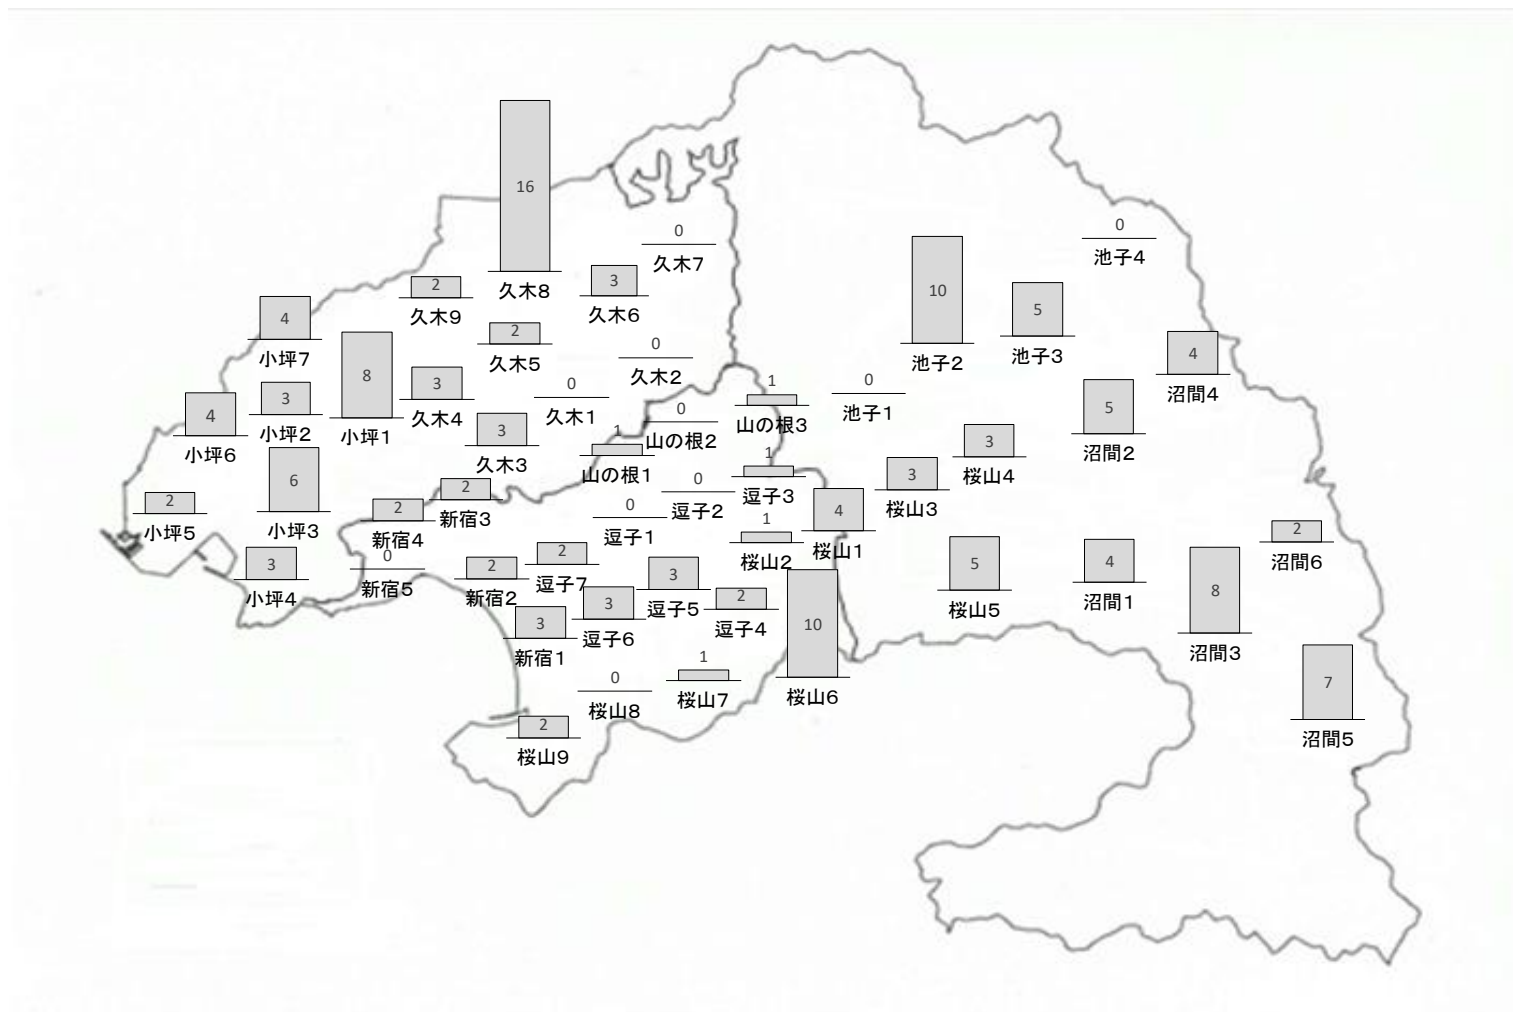 16
久木8
0
久木7
3
久木6
2
久木9
2
久木5
4
小坪7
8
小坪1
3
久木4
0
久木2
0
久木1
3
小坪2
4
小坪6
3
久木3
6
小坪3
2
小坪5
3
小坪4
0
池子4
10
池子2
5
池子3
4
沼間4
0
池子1
1
山の根3
0
山の根2
1
山の根1
5
沼間2
3
桜山4
3
桜山3
1
逗子3
0
逗子2
0
逗子1
2
新宿3
2
新宿4
0
新宿5
4
桜山1
1
桜山2
2
沼間6
2
新宿2
2
逗子7
3
逗子5
3
逗子6
2
逗子4
3
新宿1
5
桜山5
4
沼間1
8
沼間3
10
桜山6
1
桜山7
0
桜山8
2
桜山9
7
沼間5